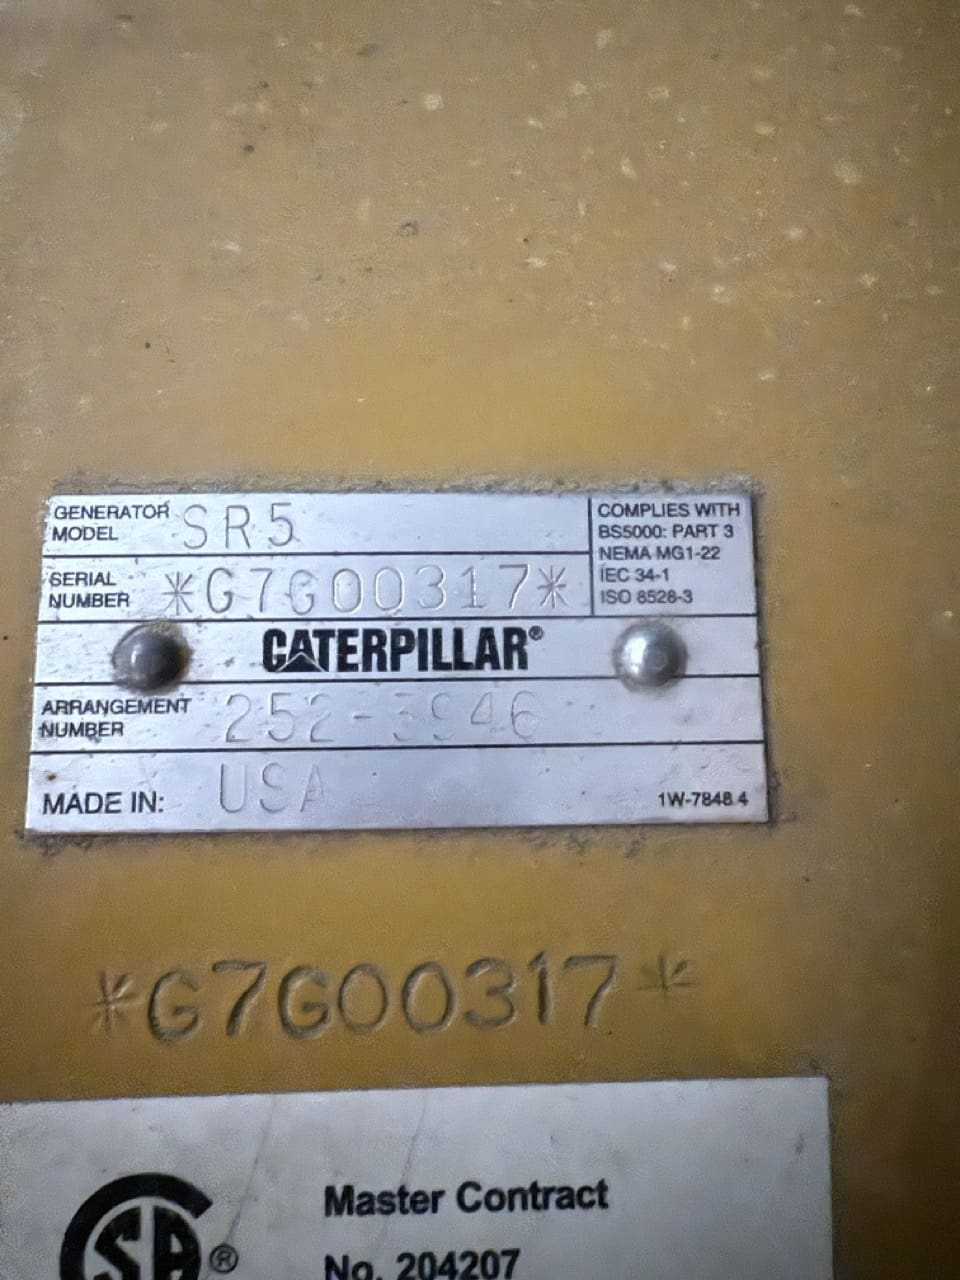 GENERATOR MODEL SR5
SERIAL NUMBER *G7G00317*
COMPLIES WITH
BS5000: PART 3
NEMA MG1-22
IEC 34-1
ISO 8528-3
CATERPILLAR®
ARRANGEMENT NUMBER 252-3946
MADE IN: USA
1W-7848 4
*G7G00317*
CSA®
Master Contract
No. 204207